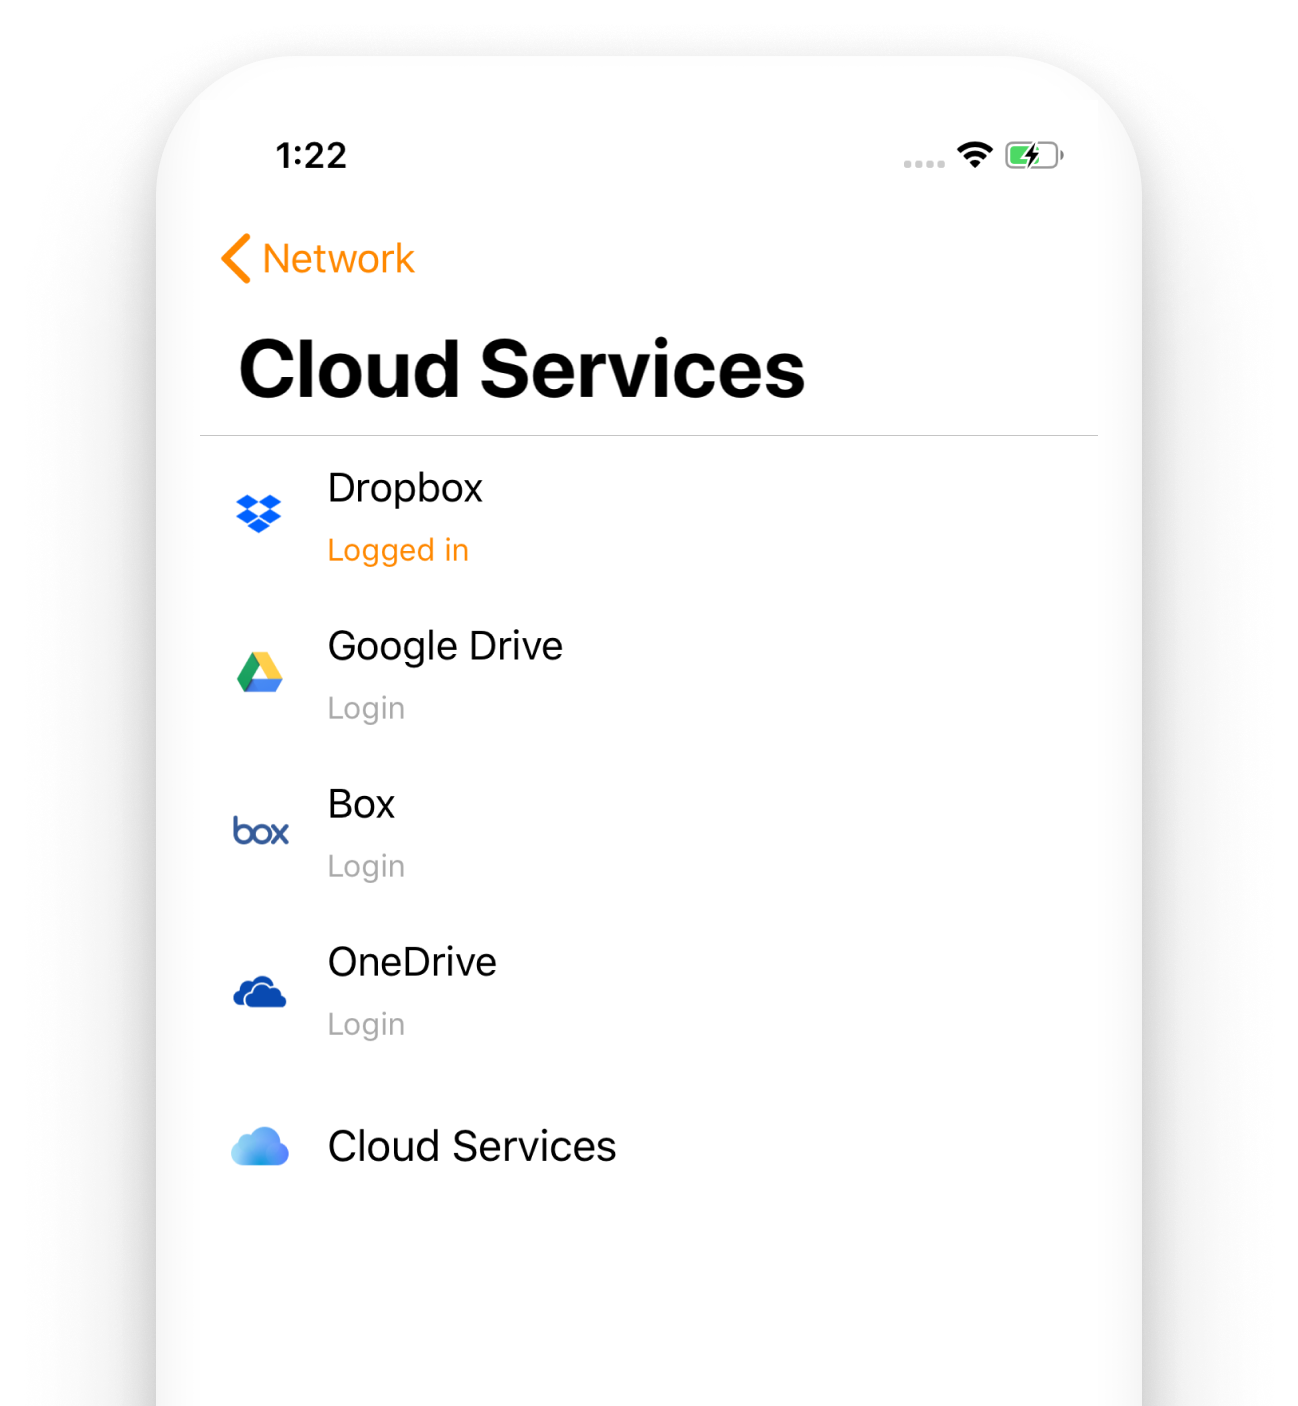 1:22
Network
Cloud Services
Dropbox
Logged in
Google Drive
Login
Box
box
Login
OneDrive
Login
Cloud Services